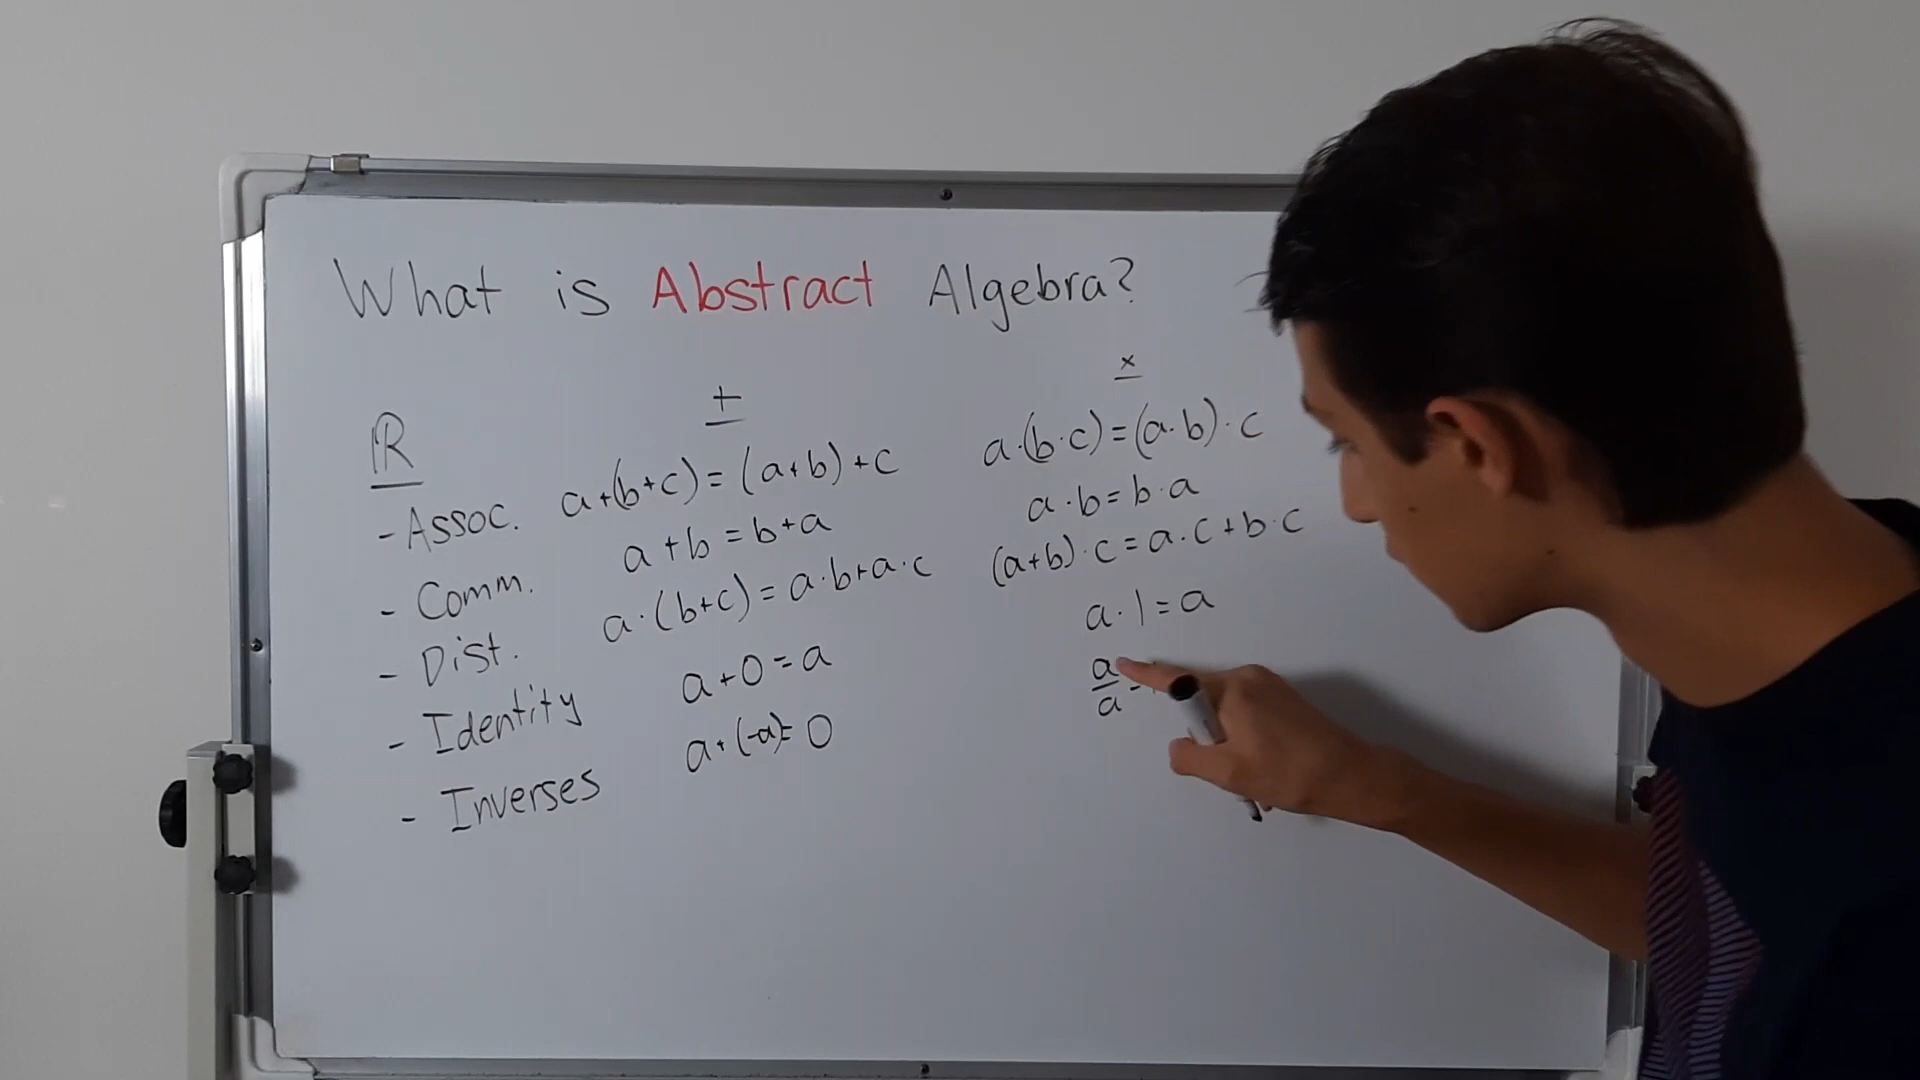 What is Abstract Algebra?
ℝ + ×
- Assoc. a+(b+c)=(a+b)+c a·(b·c)=(a·b)·c
- Comm. a+b=b+a a·b=b·a
- Dist. a·(b+c)=a·b+a·c (a+b)·c=a·c+b·c
- Identity a+0=a a·1=a
- Inverses a+(-a)=0 a/a =